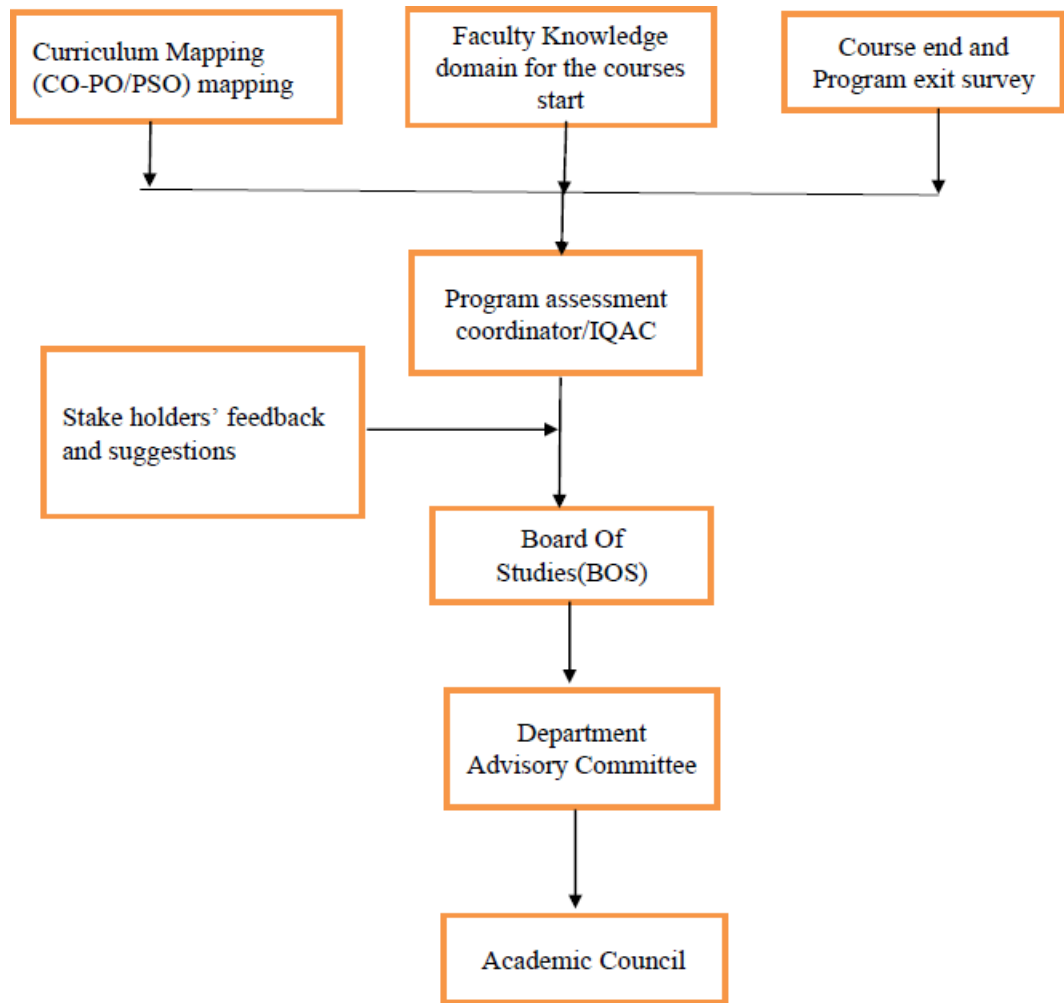 Curriculum Mapping
(CO-PO/PSO) mapping
Faculty Knowledge
domain for the courses
start
Course end and
Program exit survey
Program assessment
coordinator/IQAC
Stake holders’ feedback
and suggestions
Board Of
Studies(BOS)
Department
Advisory Committee
Academic Council